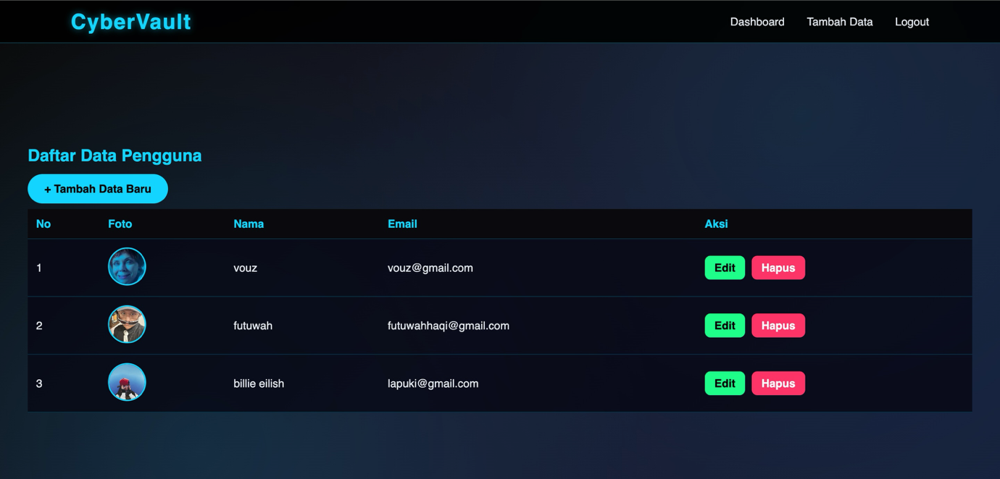 CyberVault
Dashboard Tambah Data Logout
Daftar Data Pengguna
+ Tambah Data Baru
No Foto Nama Email Aksi
1 vouz vouz@gmail.com Edit Hapus
2 futuwah futuwahhaqi@gmail.com Edit Hapus
3 billie eilish lapuki@gmail.com Edit Hapus